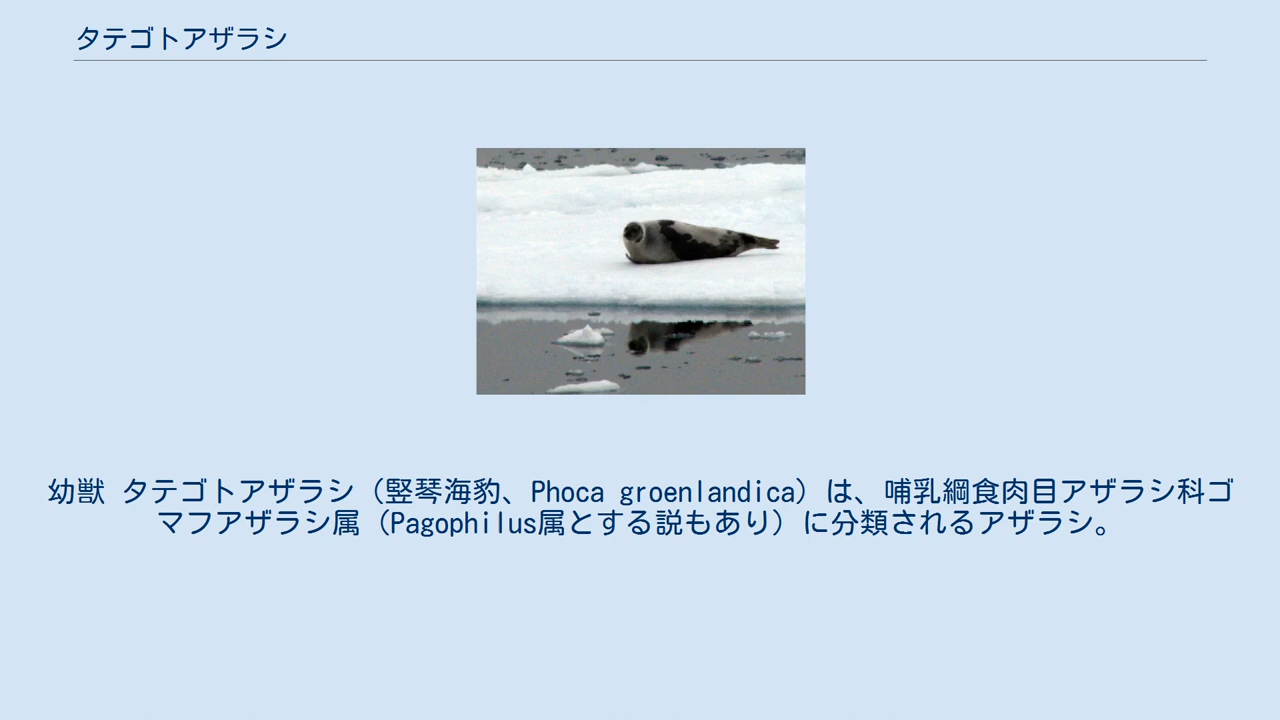 タテゴトアザラシ
幼獣 タテゴトアザラシ（竪琴海豹、Phoca groenlandica）は、哺乳綱食肉目アザラシ科ゴ
マフアザラシ属（Pagophilus属とする説もあり）に分類されるアザラシ。